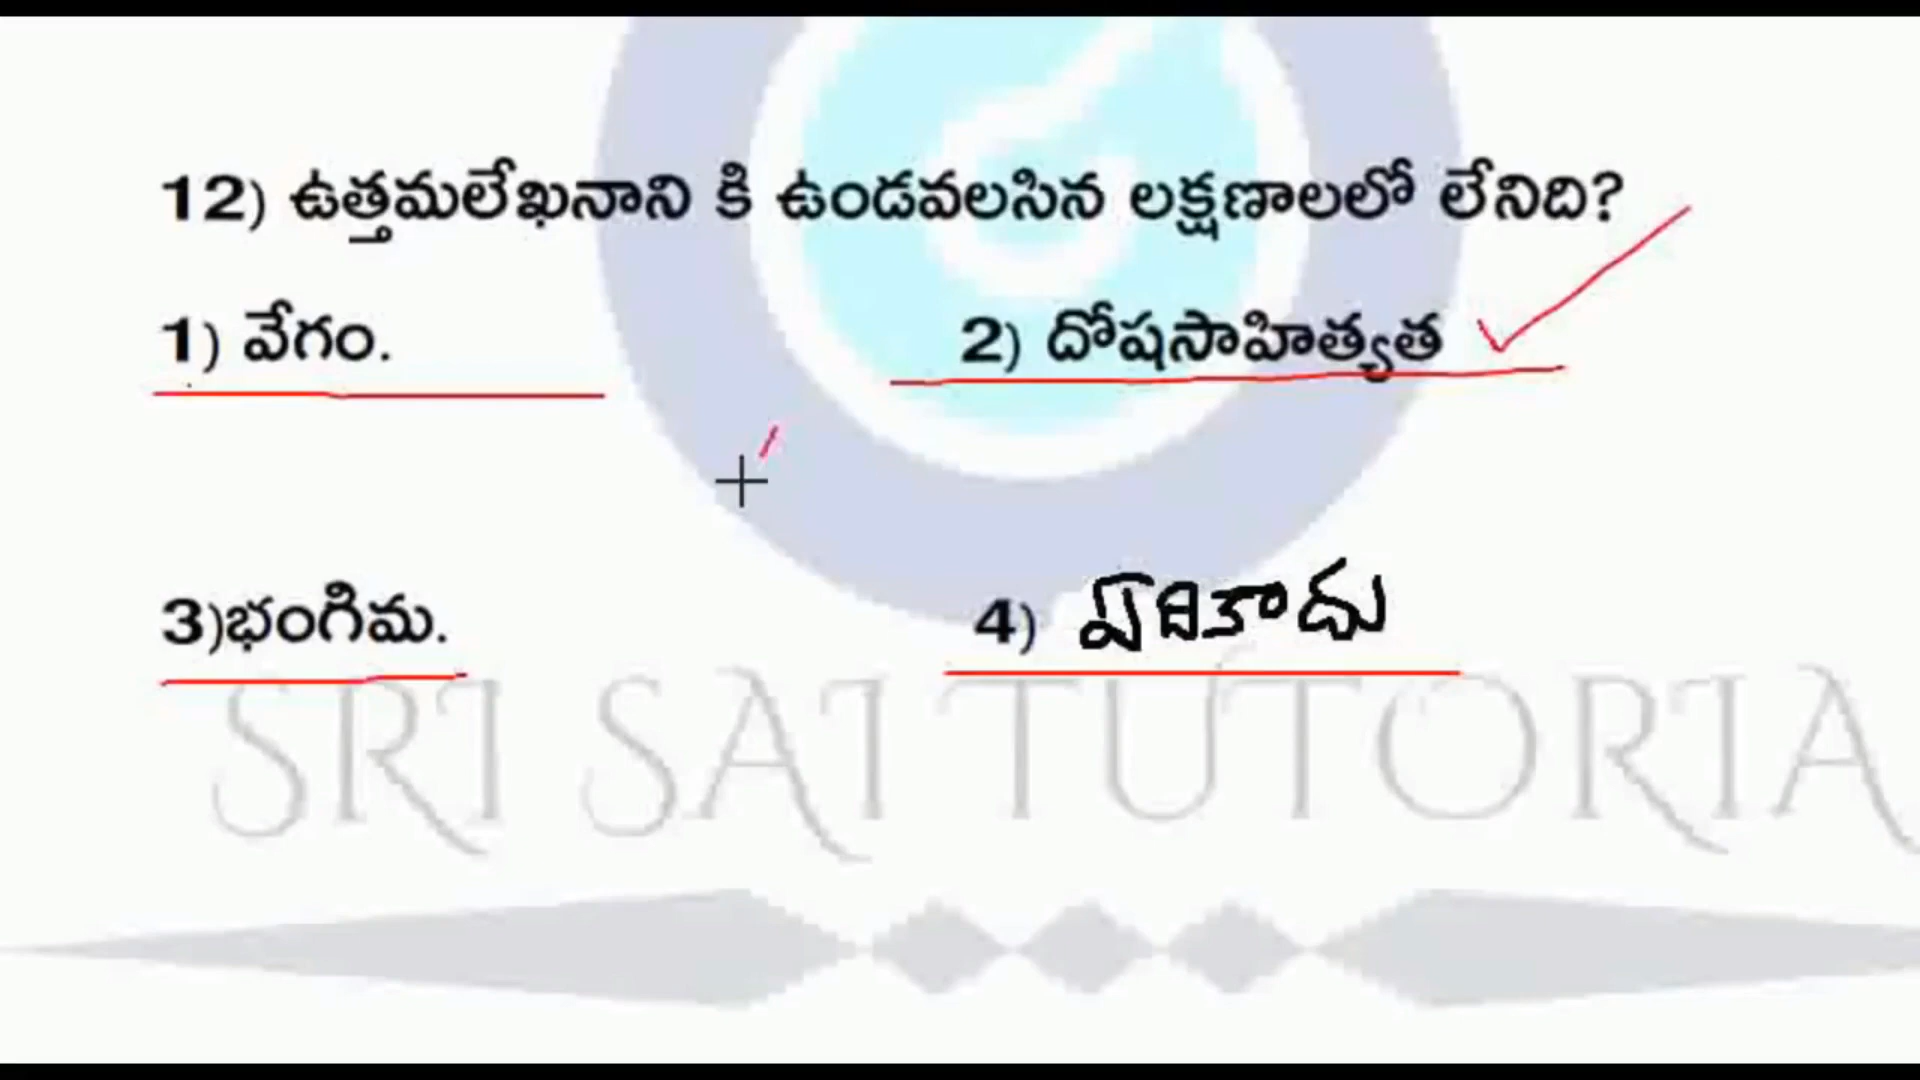 12) ఉత్తమలేఖనాని కి ఉండవలసిన లక్షణాలలో లేనిది?
1) వేగం. 2) దోషసాహిత్యత
3)భంగిమ. 4) ఏదికాదు
SRI SAI TUTORIA